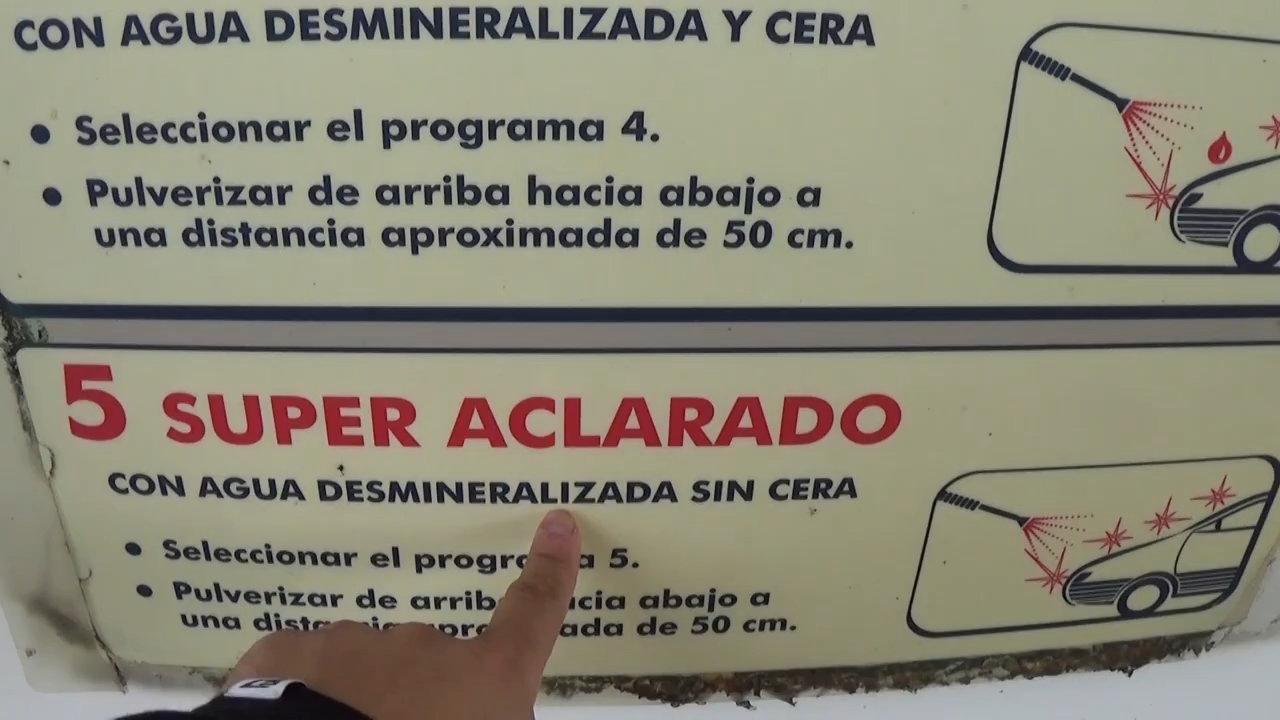 CON AGUA DESMINERALIZADA Y CERA
• Seleccionar el programa 4.
• Pulverizar de arriba hacia abajo a
una distancia aproximada de 50 cm.
5 SUPER ACLARADO
CON AGUA DESMINERALIZADA SIN CERA
• Seleccionar el 5.
• Pulverizar de abajo a
una de 50 cm.